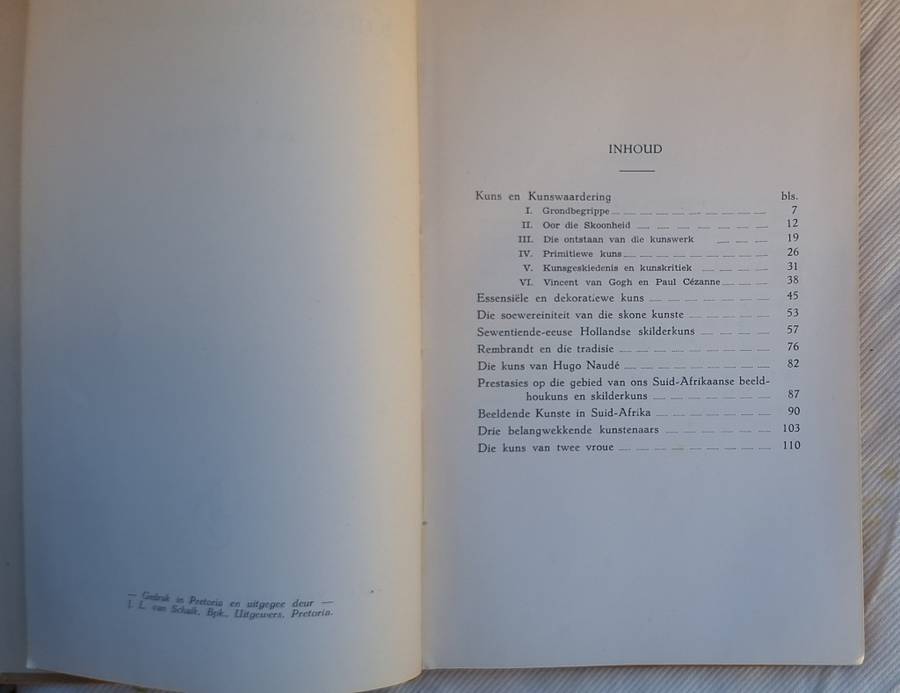 — Gedruk in Pretoria en uitgegee deur —
J. L. van Schaik, Bpk., Uitgewers, Pretoria.
INHOUD
Kuns en Kunswaardering bls.
I. Grondbegrippe 7
II. Oor die Skoonheid 12
III. Die ontstaan van die kunswerk 19
IV. Primitiewe kuns 26
V. Kunsgeskiedenis en kunskritiek 31
VI. Vincent van Gogh en Paul Cézanne 38
Essensiële en dekoratiewe kuns 45
Die soewereiniteit van die skone kunste 53
Sewentiende-eeuse Hollandse skilderkuns 57
Rembrandt en die tradisie 76
Die kuns van Hugo Naudé 82
Prestasies op die gebied van ons Suid-Afrikaanse beeld-
houkuns en skilderkuns 87
Beeldende Kunste in Suid-Afrika 90
Drie belangwekkende kunstenaars 103
Die kuns van twee vroue 110